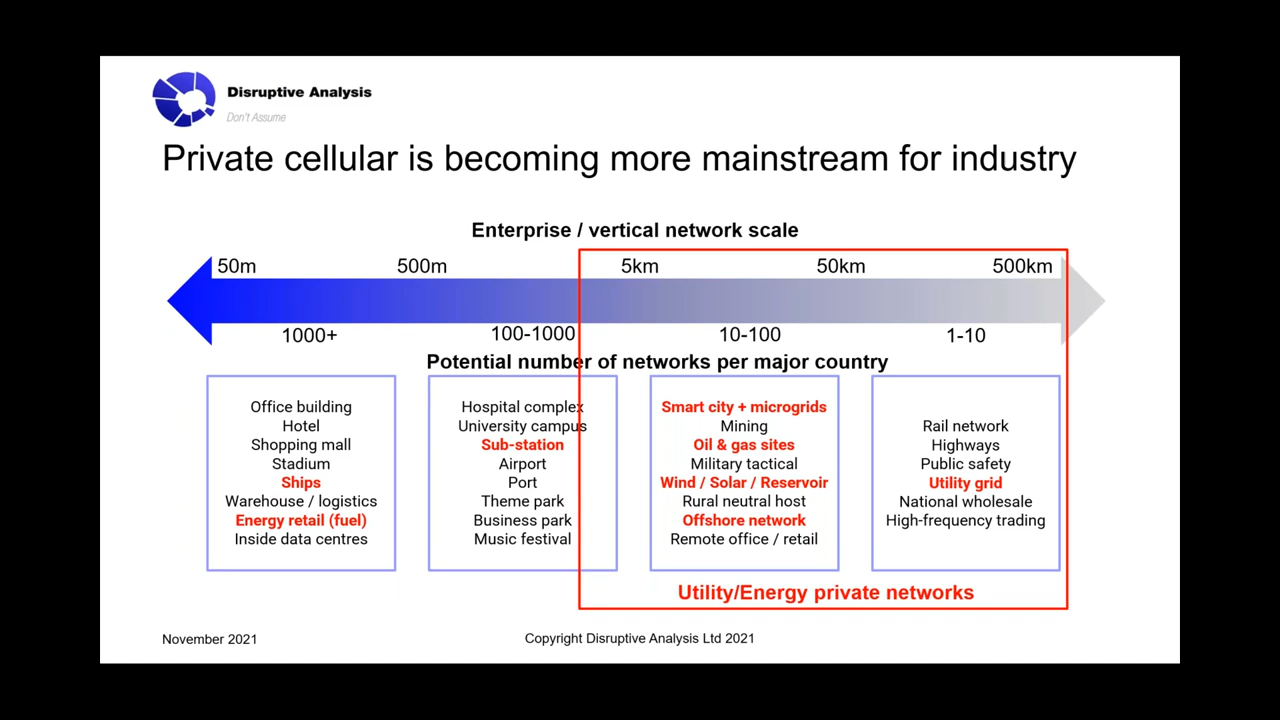 Disruptive Analysis
Don't Assume
Private cellular is becoming more mainstream for industry
Enterprise / vertical network scale
50m 500m 5km 50km 500km
1000+ 100-1000 10-100 1-10
Potential number of networks per major country
Office building
Hotel
Shopping mall
Stadium
Ships
Warehouse / logistics
Energy retail (fuel)
Inside data centres
Hospital complex
University campus
Sub-station
Airport
Port
Theme park
Business park
Music festival
Smart city + microgrids
Mining
Oil & gas sites
Military tactical
Wind / Solar / Reservoir
Rural neutral host
Offshore network
Remote office / retail
Rail network
Highways
Public safety
Utility grid
National wholesale
High-frequency trading
Utility/Energy private networks
November 2021
Copyright Disruptive Analysis Ltd 2021